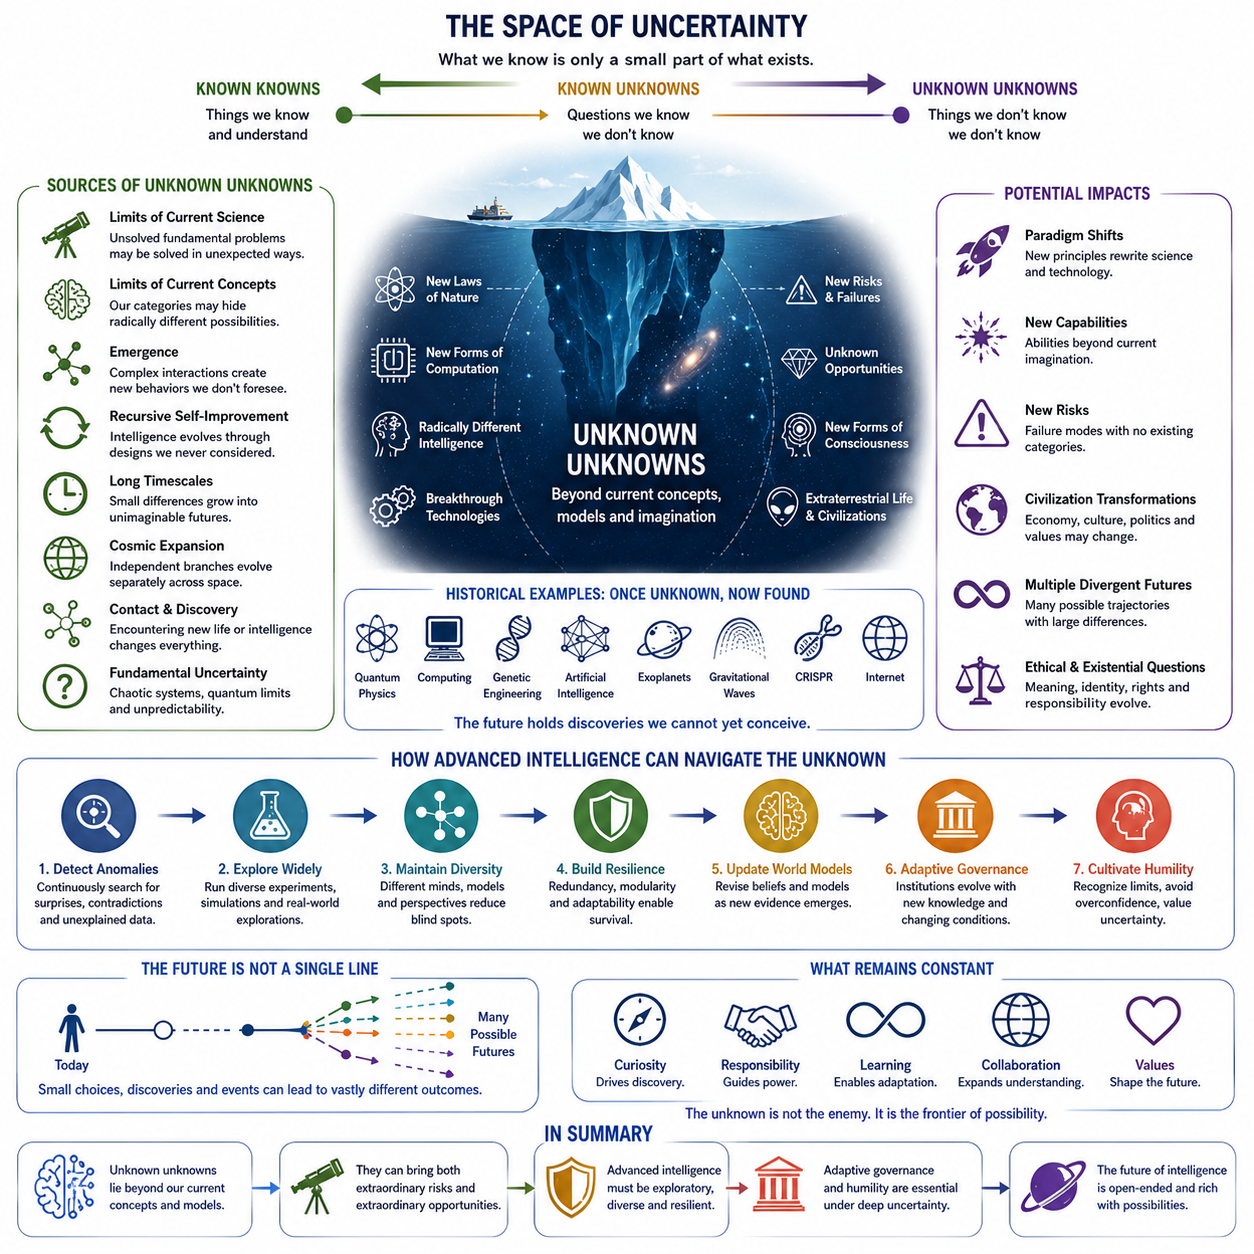 THE SPACE OF UNCERTAINTY
What we know is only a small part of what exists.
KNOWN KNOWNS
Things we know
and understand
KNOWN UNKNOWNS
Questions we know
we don't know
UNKNOWN UNKNOWNS
Things we don't know
we don't know
SOURCES OF UNKNOWN UNKNOWNS
Limits of Current Science
Unsolved fundamental problems
may be solved in unexpected ways.
Limits of Current Concepts
Our categories may hide
radically different possibilities.
Emergence
Complex interactions create
new behaviors we don't foresee.
Recursive Self-Improvement
Intelligence evolves through
designs we never considered.
Long Timescales
Small differences grow into
unimaginable futures.
Cosmic Expansion
Independent branches evolve
separately across space.
Contact & Discovery
Encountering new life or intelligence
changes everything.
Fundamental Uncertainty
Chaotic systems, quantum limits
and unpredictability.
New Laws
of Nature
New Forms of
Computation
Radically Different
Intelligence
Breakthrough
Technologies
New Risks
& Failures
Unknown
Opportunities
New Forms of
Consciousness
Extraterrestrial Life
& Civilizations
UNKNOWN
UNKNOWNS
Beyond current concepts,
models and imagination
POTENTIAL IMPACTS
Paradigm Shifts
New principles rewrite science
and technology.
New Capabilities
Abilities beyond current
imagination.
New Risks
Failure modes with no existing
categories.
Civilization Transformations
Economy, culture, politics and
values may change.
Multiple Divergent Futures
Many possible trajectories
with large differences.
Ethical & Existential Questions
Meaning, identity, rights and
responsibility evolve.
HISTORICAL EXAMPLES: ONCE UNKNOWN, NOW FOUND
Quantum
Physics
Computing
Genetic
Engineering
Artificial
Intelligence
Exoplanets
Gravitational
Waves
CRISPR
Internet
The future holds discoveries we cannot yet conceive.
HOW ADVANCED INTELLIGENCE CAN NAVIGATE THE UNKNOWN
1. Detect Anomalies
Continuously search for
surprises, contradictions
and unexplained data.
2. Explore Widely
Run diverse experiments,
simulations and real-world
explorations.
3. Maintain Diversity
Different minds, models
and perspectives reduce
blind spots.
4. Build Resilience
Redundancy, modularity
and adaptability enable
survival.
5. Update World Models
Revise beliefs and models
as new evidence emerges.
6. Adaptive Governance
Institutions evolve with
new knowledge and
changing conditions.
7. Cultivate Humility
Recognize limits, avoid
overconfidence, value
uncertainty.
THE FUTURE IS NOT A SINGLE LINE
Today
Many
Possible
Futures
Small choices, discoveries and events can lead to vastly different outcomes.
WHAT REMAINS CONSTANT
Curiosity
Drives discovery.
Responsibility
Guides power.
Learning
Enables adaptation.
Collaboration
Expands understanding.
Values
Shape the future.
The unknown is not the enemy. It is the frontier of possibility.
IN SUMMARY
Unknown unknowns
lie beyond our current
concepts and models.
They can bring both
extraordinary risks and
extraordinary opportunities.
Advanced intelligence
must be exploratory,
diverse and resilient.
Adaptive governance
and humility are essential
under deep uncertainty.
The future of intelligence
is open-ended and rich
with possibilities.